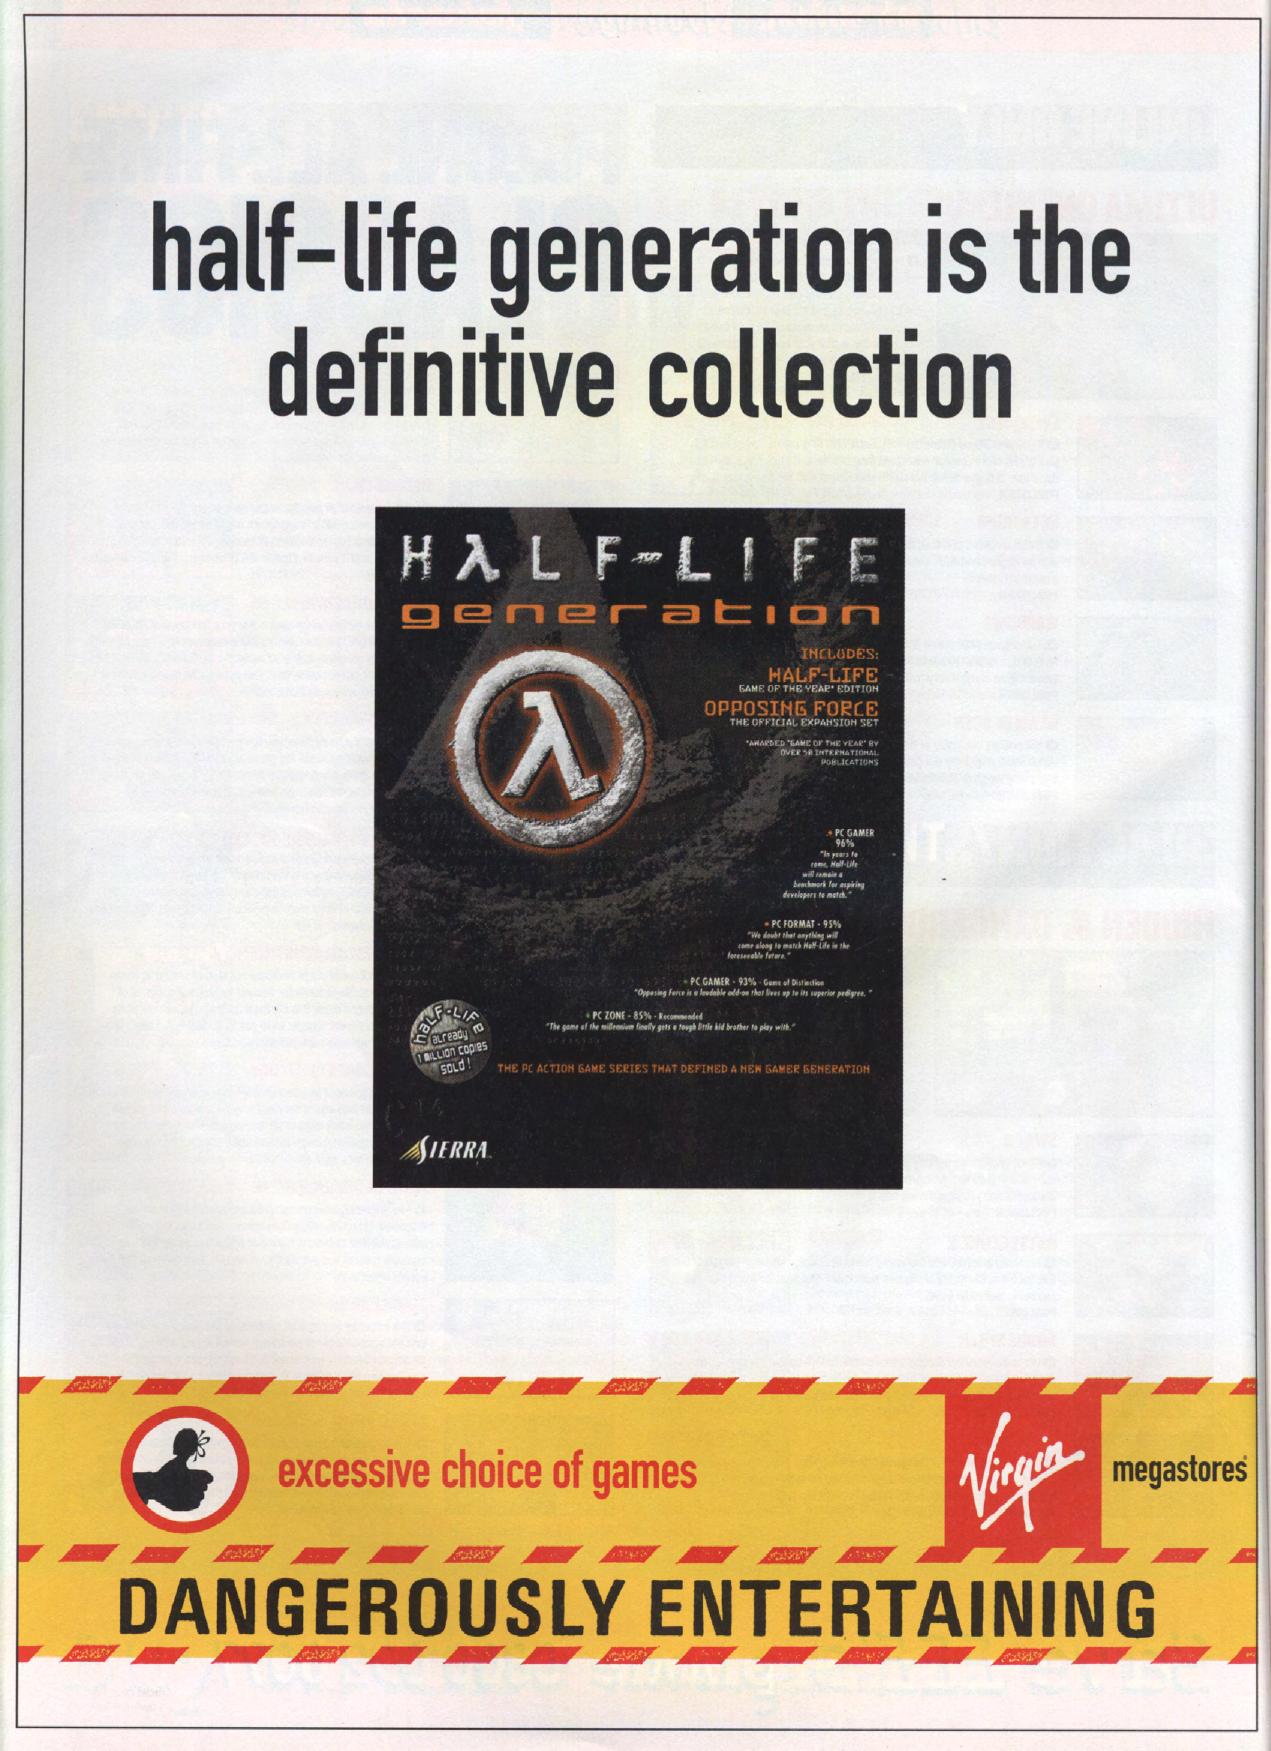 half-life generation is the
definitive collection
HλLF-LIFE
generation
INCLUDES:
HALF-LIFE
GAME OF THE YEAR* EDITION
OPPOSING FORCE
THE OFFICIAL EXPANSION SET
*AWARDED "GAME OF THE YEAR" BY
OVER 50 INTERNATIONAL
PUBLICATIONS
PC GAMER
96%
"In years to
come, Half-Life
will remain a
benchmark for aspiring
developers to match."
PC FORMAT - 95%
"We doubt that anything will
come along to match Half-Life in the
foreseeable future."
PC GAMER - 93% - Game of Distinction
"Opposing Force is a laudable add-on that lives up to its superior pedigree."
PC ZONE - 85% - Recommended
"The game of the millennium finally gets a tough little kid brother to play with."
HALF-LIFE
already
1 MILLION COPIES
SOLD!
THE PC ACTION GAME SERIES THAT DEFINED A NEW GAMER GENERATION
SIERRA
excessive choice of games
Virgin
megastores
DANGEROUSLY ENTERTAINING